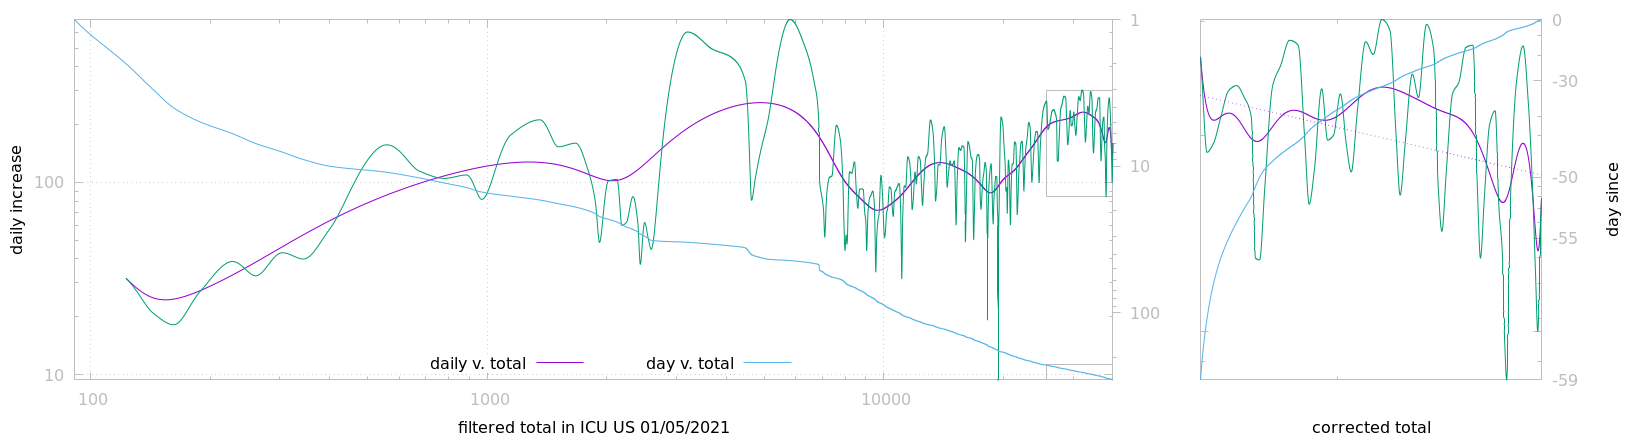 daily increase
100
10
100
1000
10000
1
10
100
daily v. total
day v. total
filtered total in ICU US 01/05/2021
0
-30
-50
-55
-59
day since
corrected total